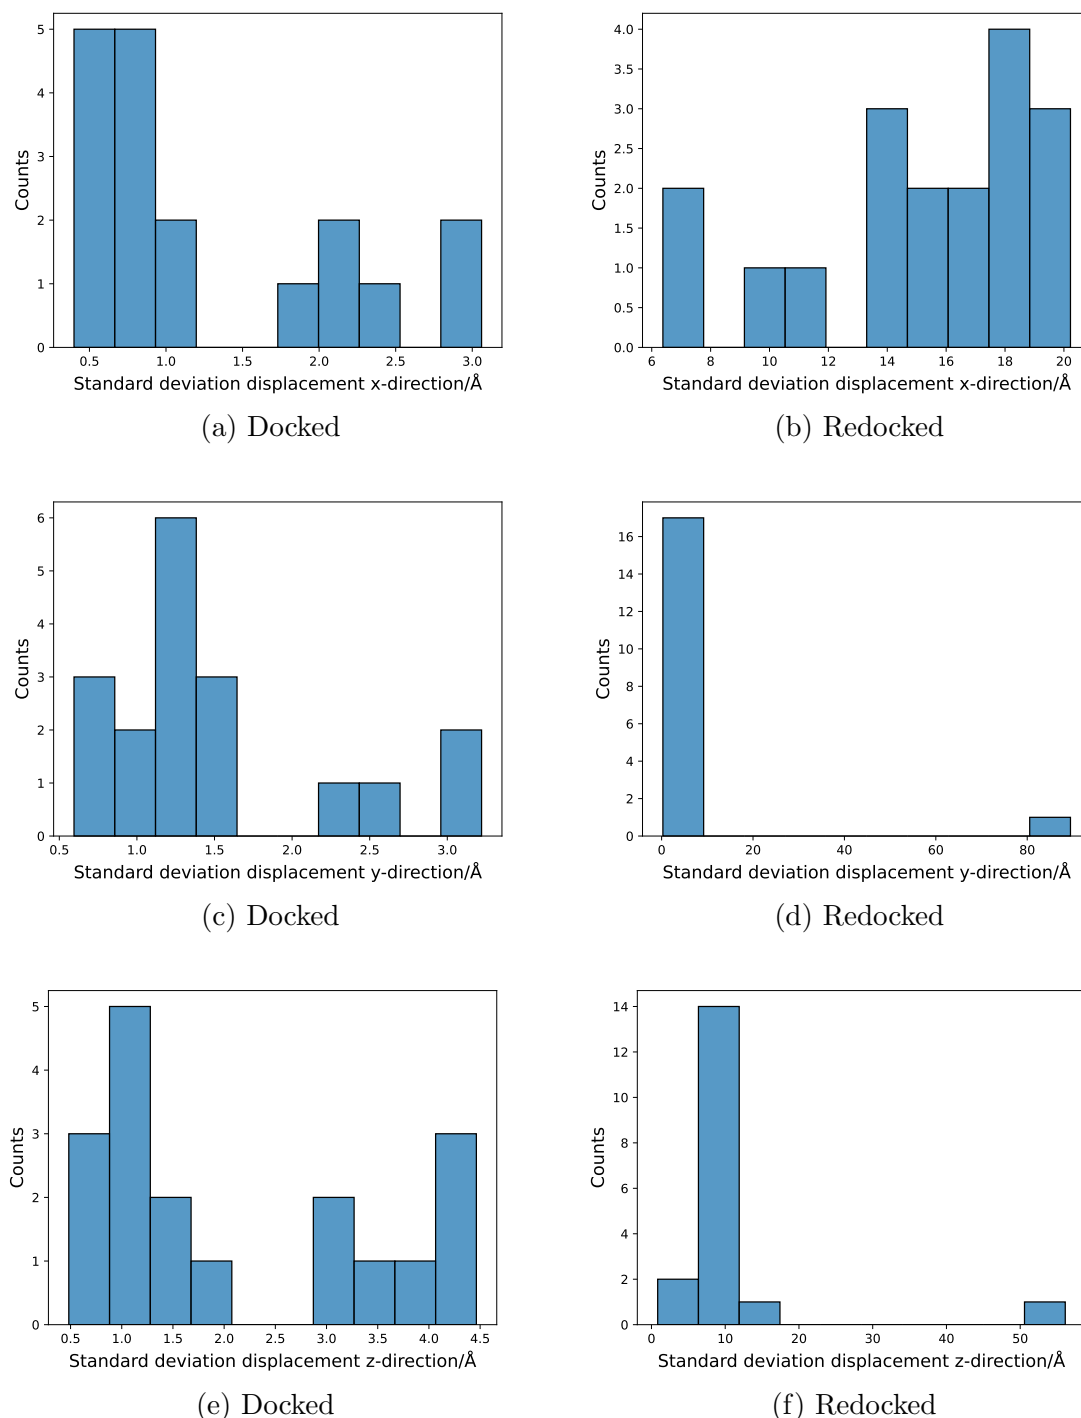 5
4
3
2
1
0
Counts
0.5 1.0 1.5 2.0 2.5 3.0
Standard deviation displacement x-direction/Å
(a) Docked
4.0
3.5
3.0
2.5
2.0
1.5
1.0
0.5
0.0
Counts
6 8 10 12 14 16 18 20
Standard deviation displacement x-direction/Å
(b) Redocked
6
5
4
3
2
1
0
Counts
0.5 1.0 1.5 2.0 2.5 3.0
Standard deviation displacement y-direction/Å
(c) Docked
16
14
12
10
8
6
4
2
0
Counts
0 20 40 60 80
Standard deviation displacement y-direction/Å
(d) Redocked
5
4
3
2
1
0
Counts
0.5 1.0 1.5 2.0 2.5 3.0 3.5 4.0 4.5
Standard deviation displacement z-direction/Å
(e) Docked
14
12
10
8
6
4
2
0
Counts
0 10 20 30 40 50
Standard deviation displacement z-direction/Å
(f) Redocked